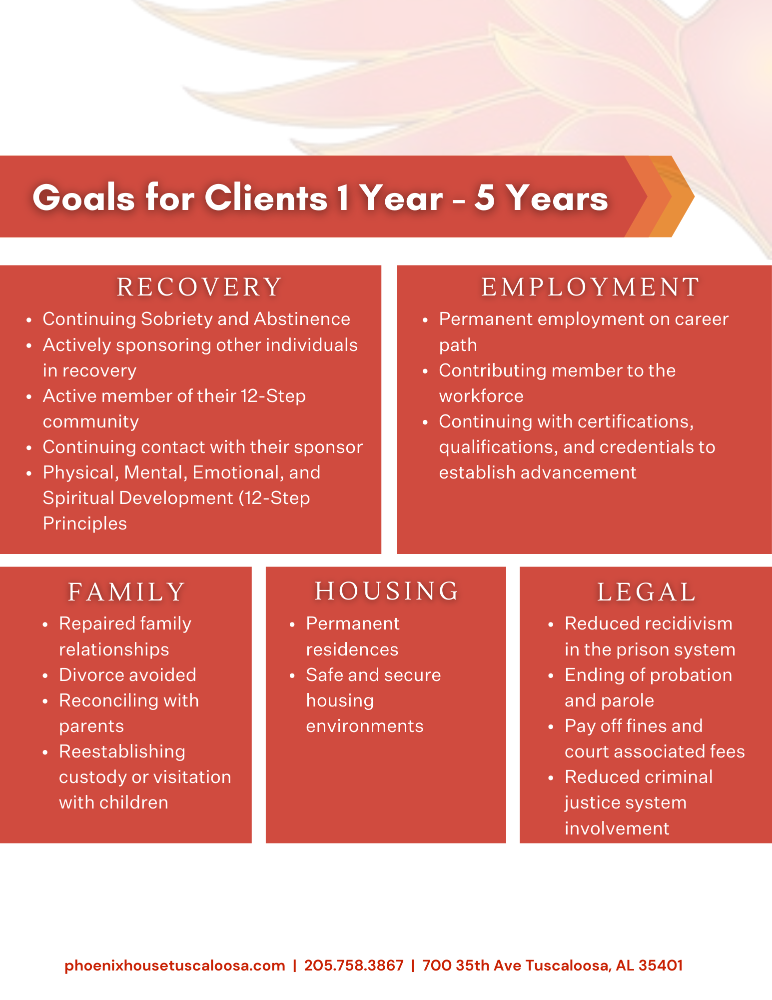 Goals for Clients 1 Year - 5 Years
RECOVERY
• Continuing Sobriety and Abstinence
• Actively sponsoring other individuals
in recovery
• Active member of their 12-Step
community
• Continuing contact with their sponsor
• Physical, Mental, Emotional, and
Spiritual Development (12-Step
Principles
EMPLOYMENT
• Permanent employment on career
path
• Contributing member to the
workforce
• Continuing with certifications,
qualifications, and credentials to
establish advancement
FAMILY
• Repaired family
relationships
• Divorce avoided
• Reconciling with
parents
• Reestablishing
custody or visitation
with children
HOUSING
• Permanent
residences
• Safe and secure
housing
environments
LEGAL
• Reduced recidivism
in the prison system
• Ending of probation
and parole
• Pay off fines and
court associated fees
• Reduced criminal
justice system
involvement
phoenixhousetuscaloosa.com | 205.758.3867 | 700 35th Ave Tuscaloosa, AL 35401